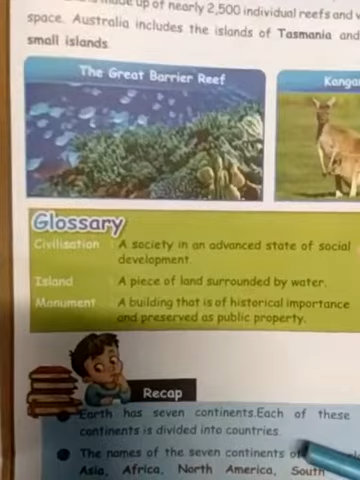 made up of nearly 2,500 individual reefs and
space. Australia includes the islands of Tasmania and
small islands
The Great Barrier Reef
Glossary
Civilisation : A society in an advanced state of social
development.
Island : A piece of land surrounded by water.
Monument : A building that is of historical importance
and preserved as public property.
Recap
Earth has seven continents.Each of these
continents is divided into countries.
The names of the seven continents
Asia, Africa, North America, South